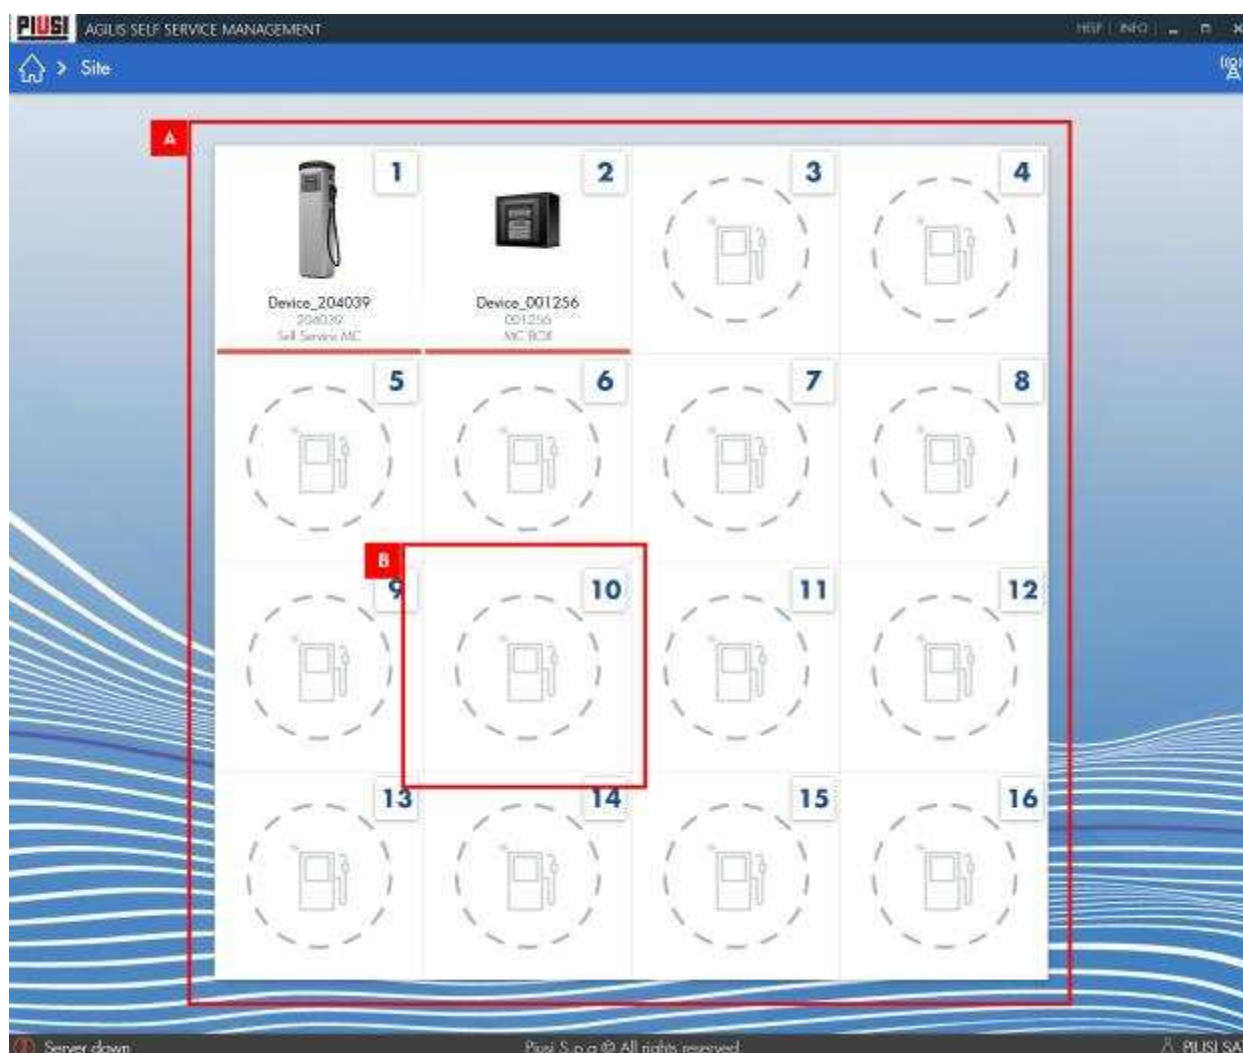 PIUSI AGILIS SELF SERVICE MANAGEMENT HELP | INFO
> Site
A
1
2
3
4
Device_204039
204039
Self Service MC
Device_001256
001256
MC BOX
5
6
7
8
B
9
10
11
12
13
14
15
16
Server down
Piusi S.p.a © All rights reserved
PIUSI SA